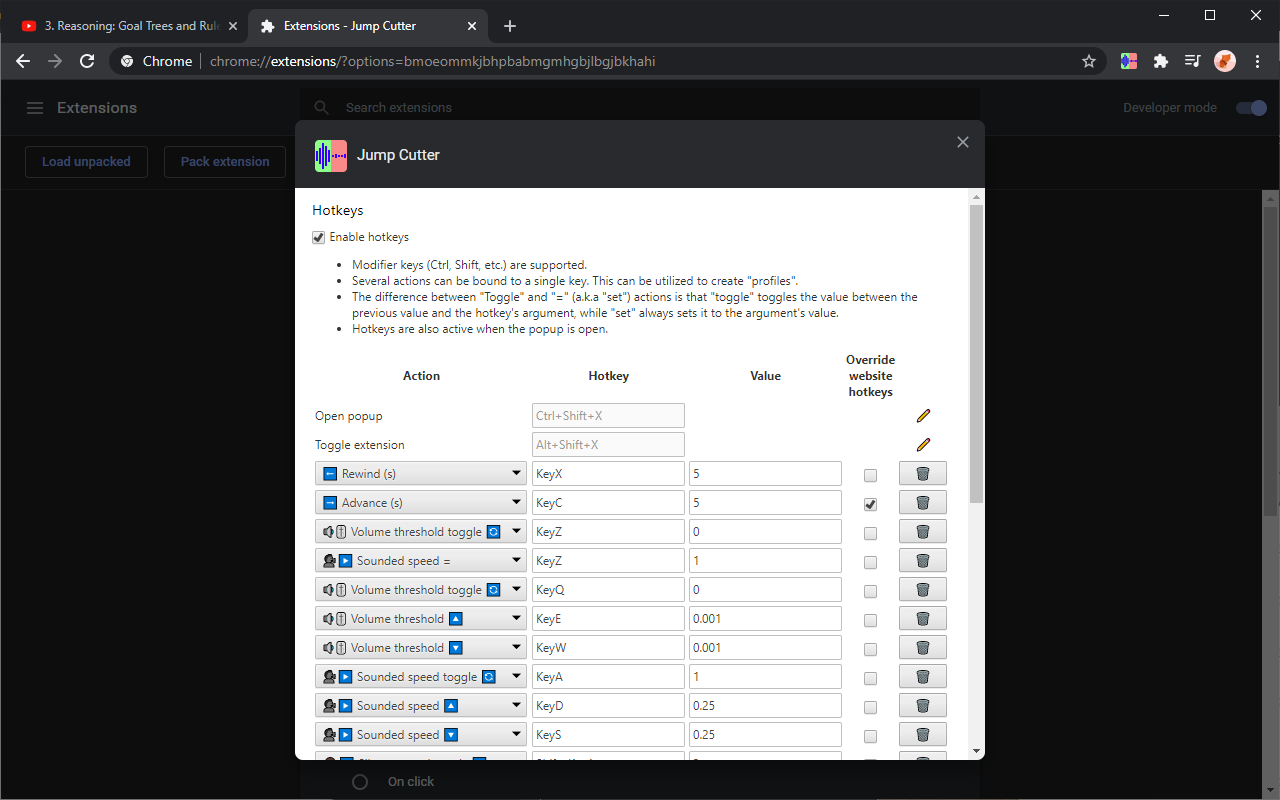 3. Reasoning: Goal Trees and Rul
Extensions - Jump Cutter
Chrome
chrome://extensions/?options=bmoeommkjbhpbabmgmhgbjlbgjbkhahi
Extensions
Search extensions
Developer mode
Load unpacked
Pack extension
Jump Cutter
Hotkeys
Enable hotkeys
• Modifier keys (Ctrl, Shift, etc.) are supported.
• Several actions can be bound to a single key. This can be utilized to create "profiles".
• The difference between "Toggle" and "=" (a.k.a "set") actions is that "toggle" toggles the value between the
previous value and the hotkey's argument, while "set" always sets it to the argument's value.
• Hotkeys are also active when the popup is open.
Action Hotkey Value Override
website
hotkeys
Open popup Ctrl+Shift+X
Toggle extension Alt+Shift+X
Rewind (s) KeyX 5
Advance (s) KeyC 5
Volume threshold toggle KeyZ 0
Sounded speed = KeyZ 1
Volume threshold toggle KeyQ 0
Volume threshold KeyE 0.001
Volume threshold KeyW 0.001
Sounded speed toggle KeyA 1
Sounded speed KeyD 0.25
Sounded speed KeyS 0.25
On click